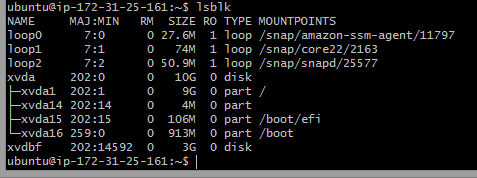 ubuntu@ip-172-31-25-161:~$ lsblk
NAME     MAJ:MIN   RM  SIZE RO TYPE MOUNTPOINTS
loop0      7:0      0 27.6M  1 loop /snap/amazon-ssm-agent/11797
loop1      7:1      0   74M  1 loop /snap/core22/2163
loop2      7:2      0 50.9M  1 loop /snap/snapd/25577
xvda     202:0      0   10G  0 disk
├─xvda1  202:1      0    9G  0 part /
├─xvda14 202:14     0    4M  0 part
├─xvda15 202:15     0  106M  0 part /boot/efi
└─xvda16 259:0      0  913M  0 part /boot
xvdbf    202:14592  0    3G  0 disk
ubuntu@ip-172-31-25-161:~$